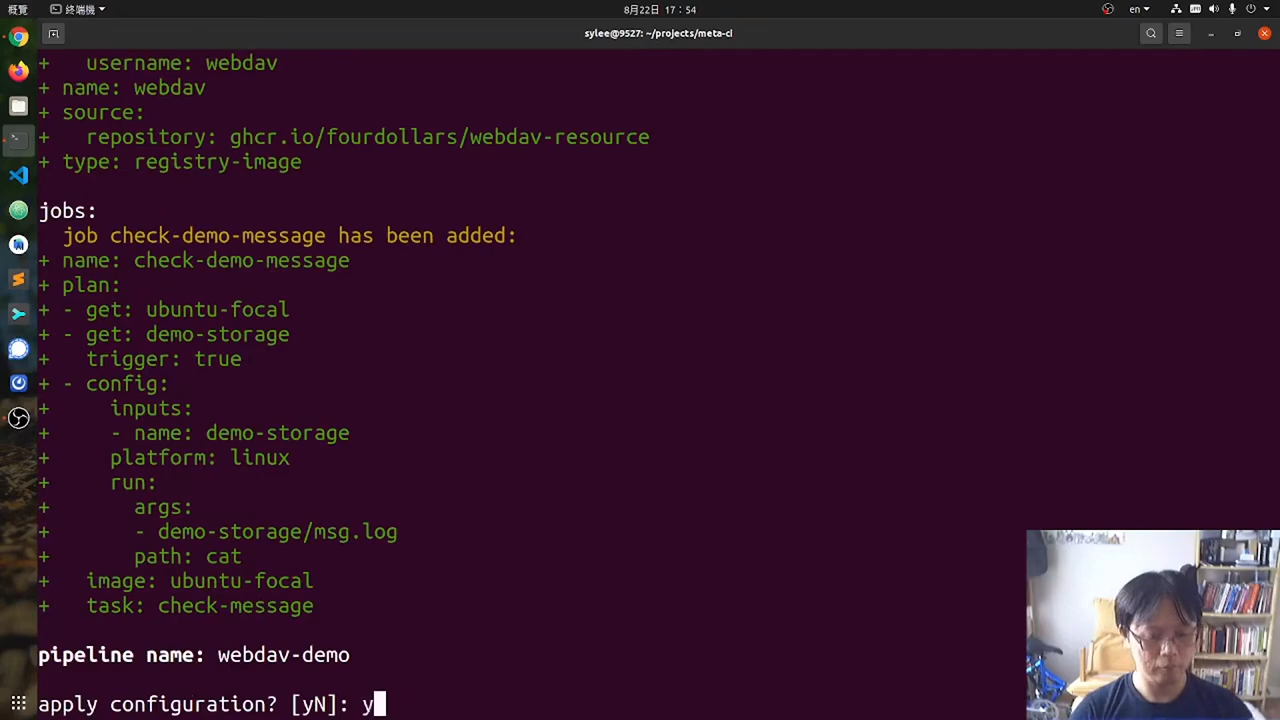 概覽 終端機 8月22日 17:54 en
sylee@9527: ~/projects/meta-ci
+ username: webdav
+ name: webdav
+ source:
+ repository: ghcr.io/fourdollars/webdav-resource
+ type: registry-image
jobs:
job check-demo-message has been added:
+ name: check-demo-message
+ plan:
+ - get: ubuntu-focal
+ - get: demo-storage
+ trigger: true
+ - config:
+ inputs:
+ - name: demo-storage
+ platform: linux
+ run:
+ args:
+ - demo-storage/msg.log
+ path: cat
+ image: ubuntu-focal
+ task: check-message
pipeline name: webdav-demo
apply configuration? [yN]: y